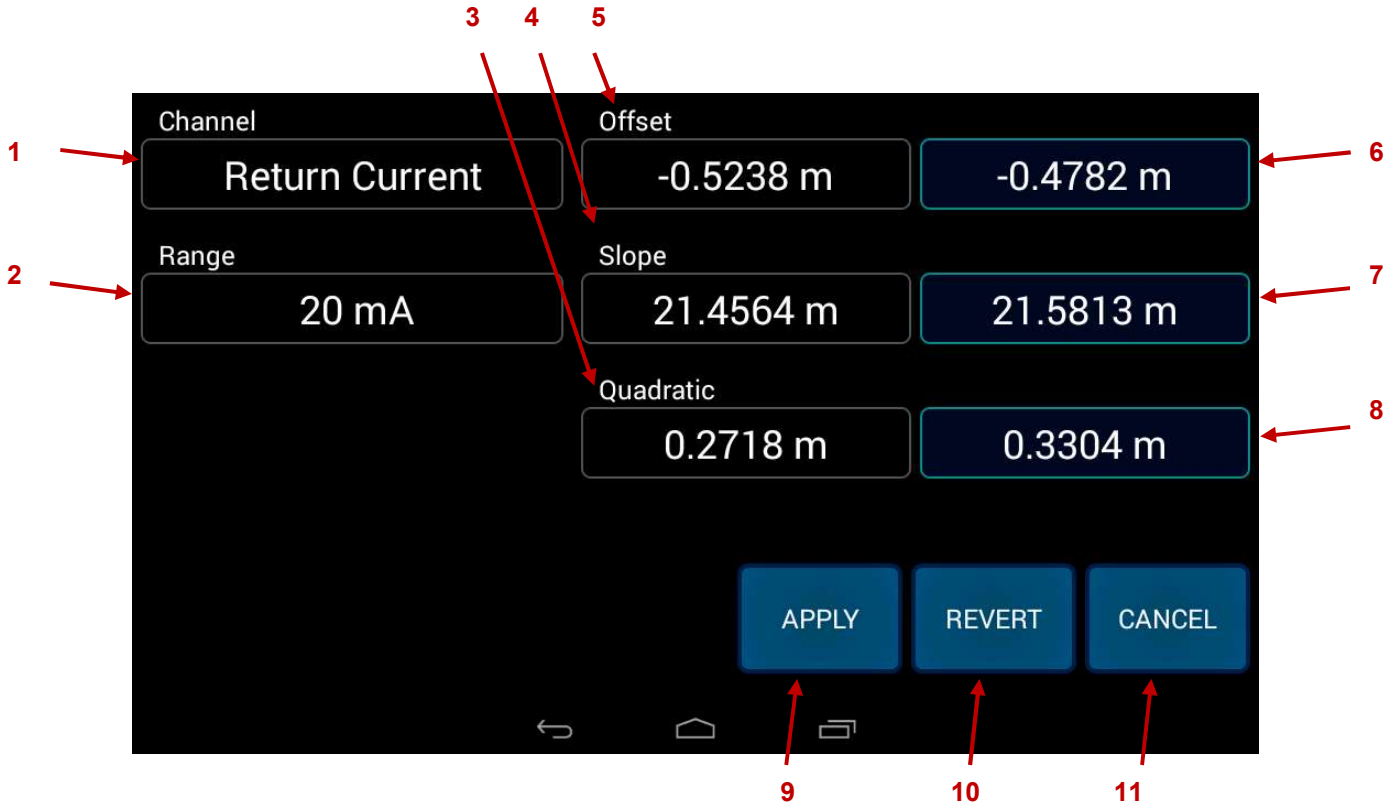 3 4 5
Channel
Offset
1
Return Current
-0.5238 m
-0.4782 m
6
Range
Slope
2
20 mA
21.4564 m
21.5813 m
7
Quadratic
0.2718 m
0.3304 m
8
APPLY
REVERT
CANCEL
9 10 11